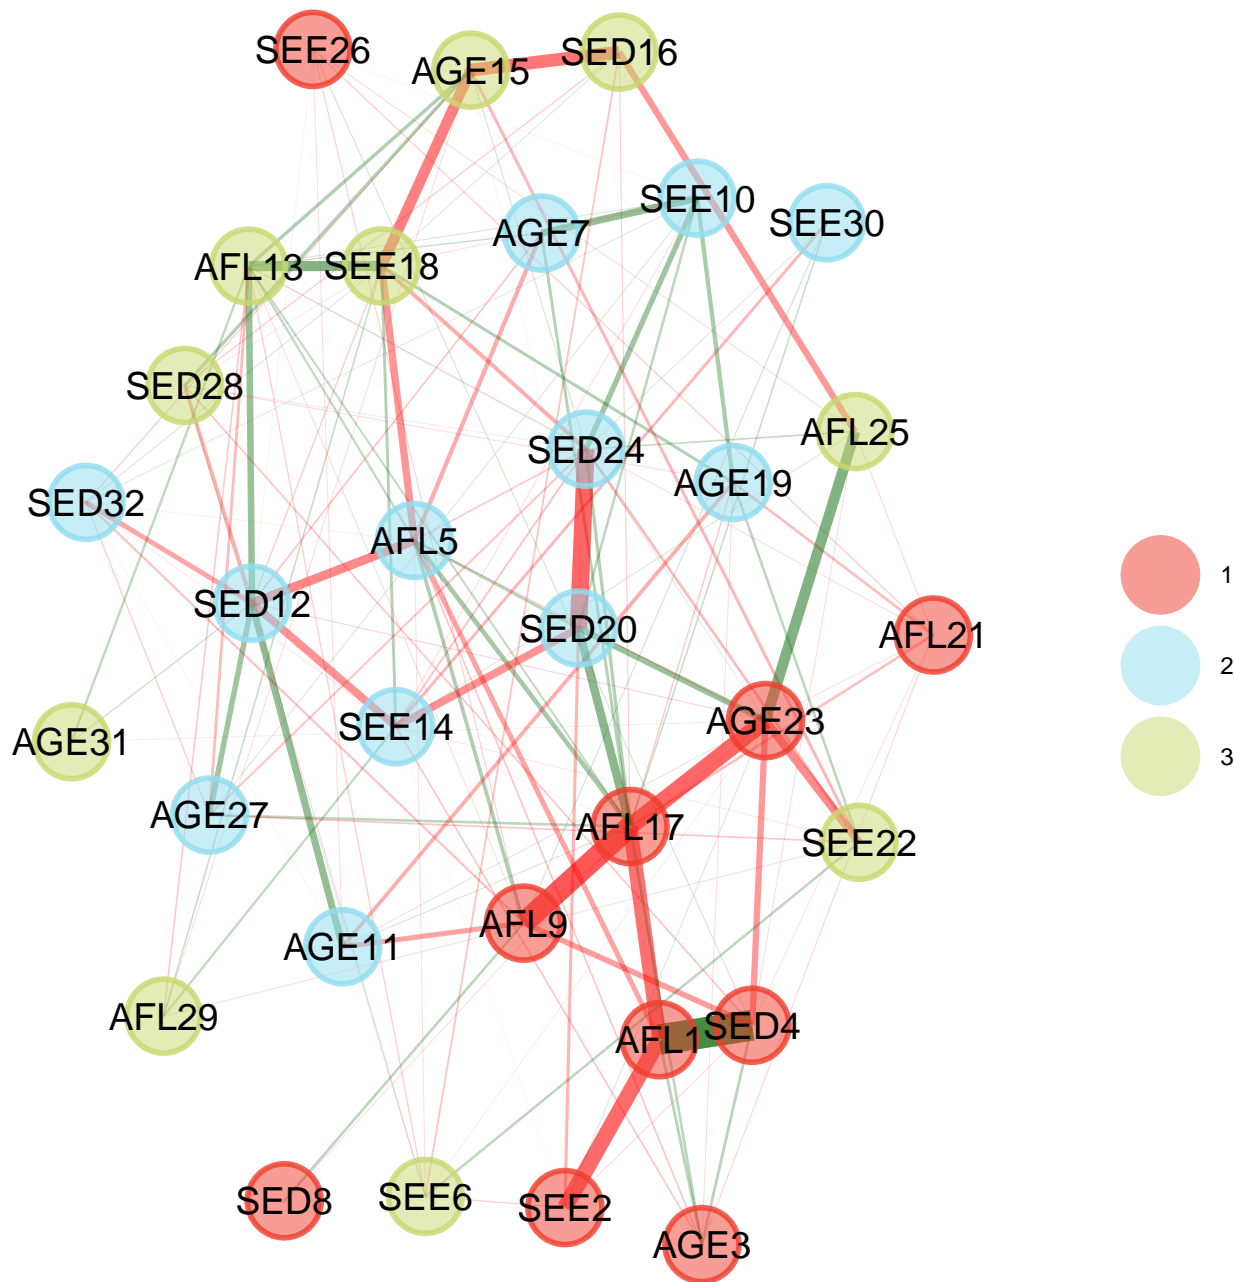 SEE26
AGE15
SED16
SEE10
SEE30
AGE7
AFL13
SEE18
SED28
AFL25
SED24
AGE19
SED32
AFL5
1
SED12
SED20
AFL21
2
SEE14
AGE23
AGE31
3
AGE27
AFL17
SEE22
AFL9
AGE11
AFL29
AFL1
SED4
SED8
SEE6
SEE2
AGE3